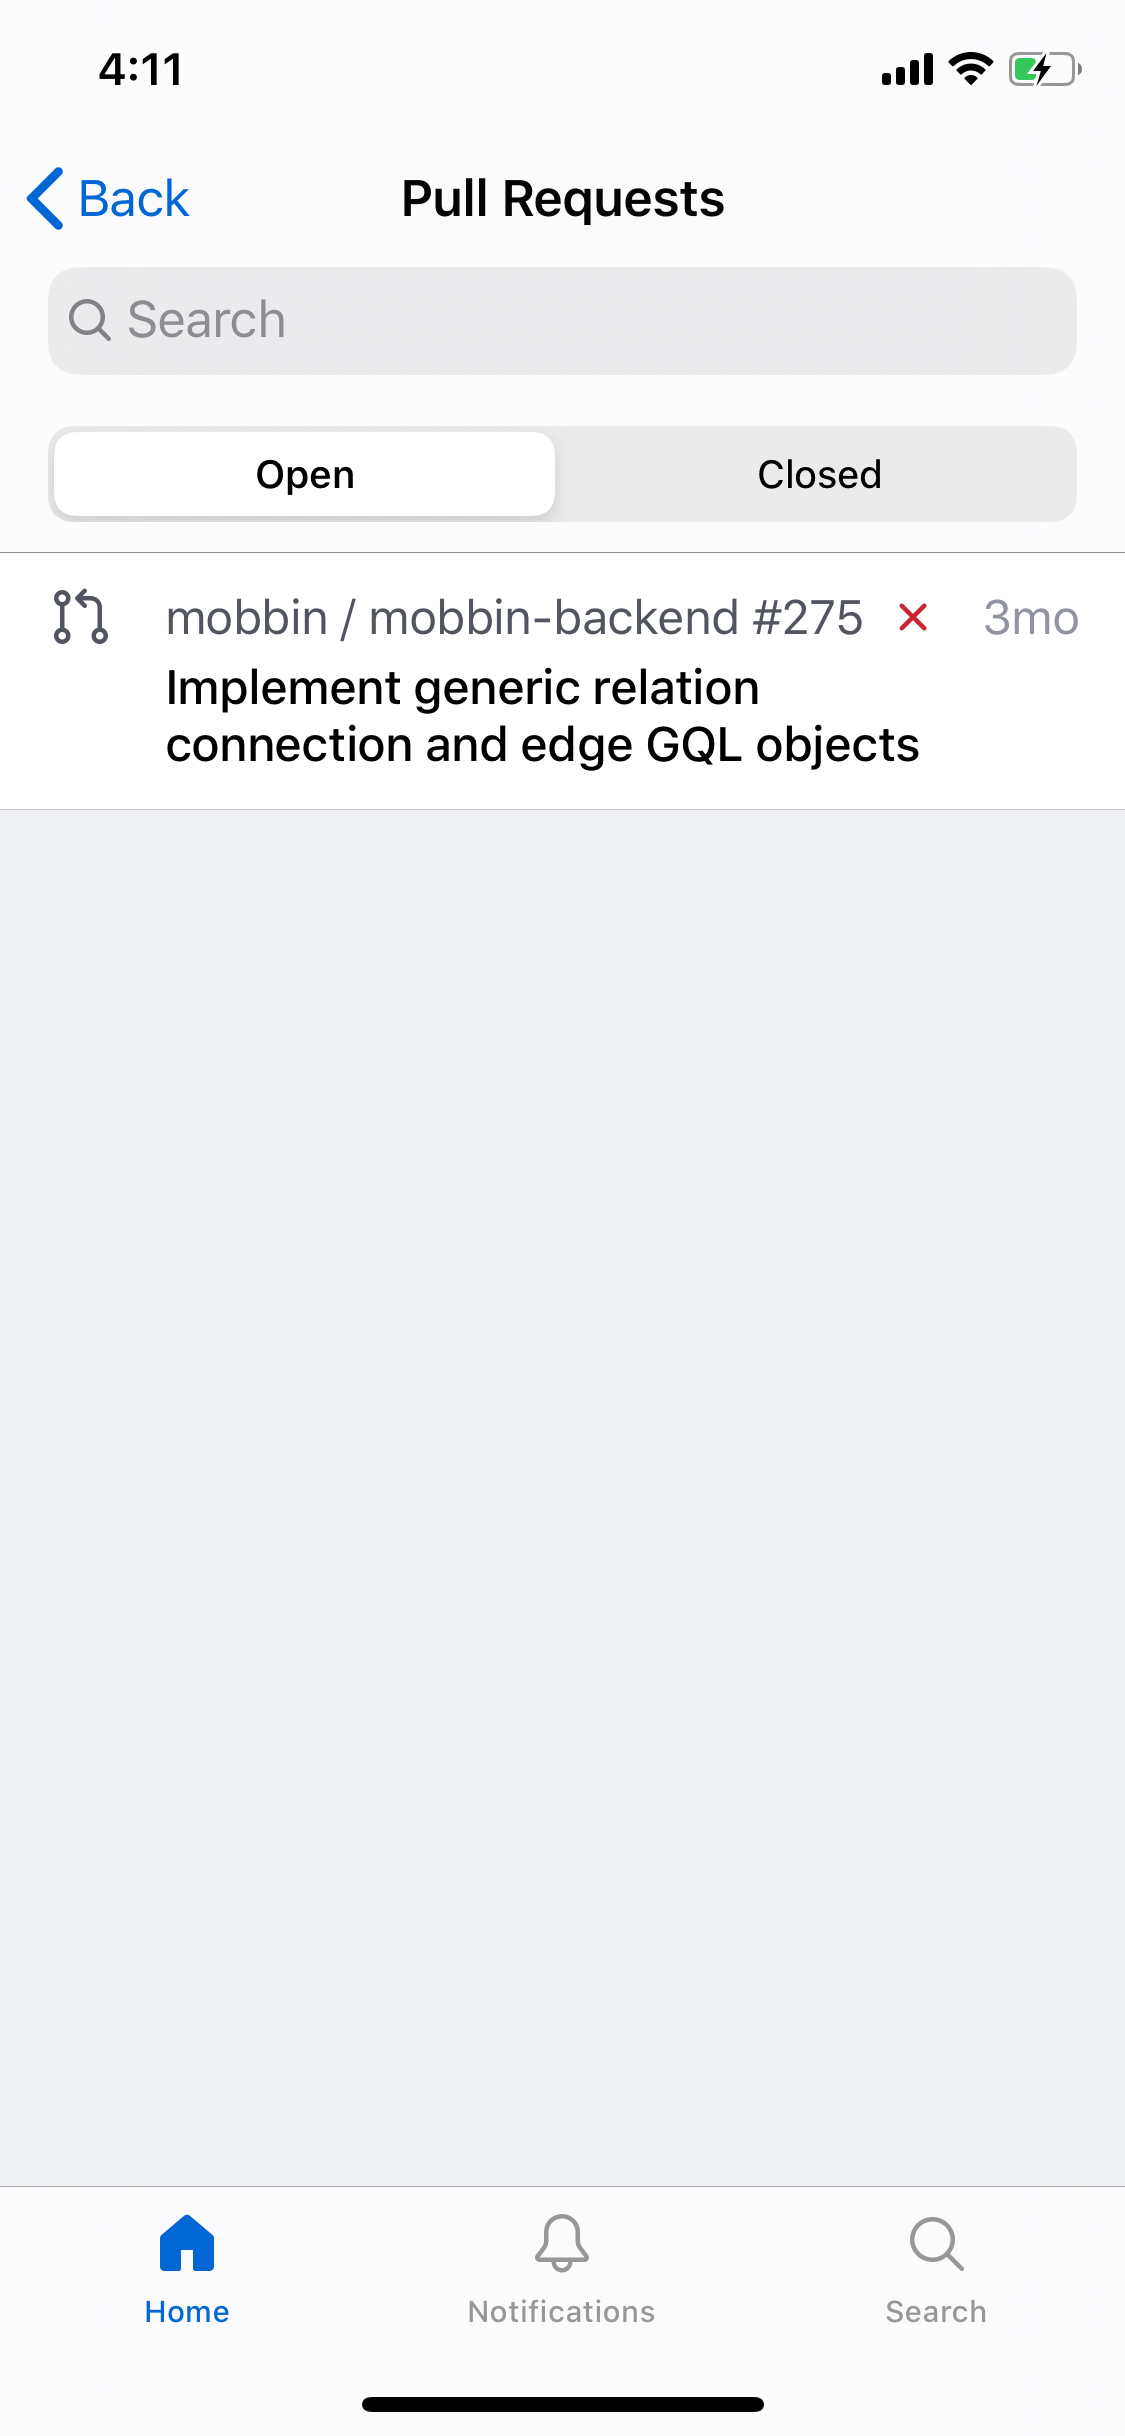 4:11
Back
Pull Requests
Search
Open
Closed
mobbin / mobbin-backend #275
3mo
Implement generic relation
connection and edge GQL objects
Home
Notifications
Search